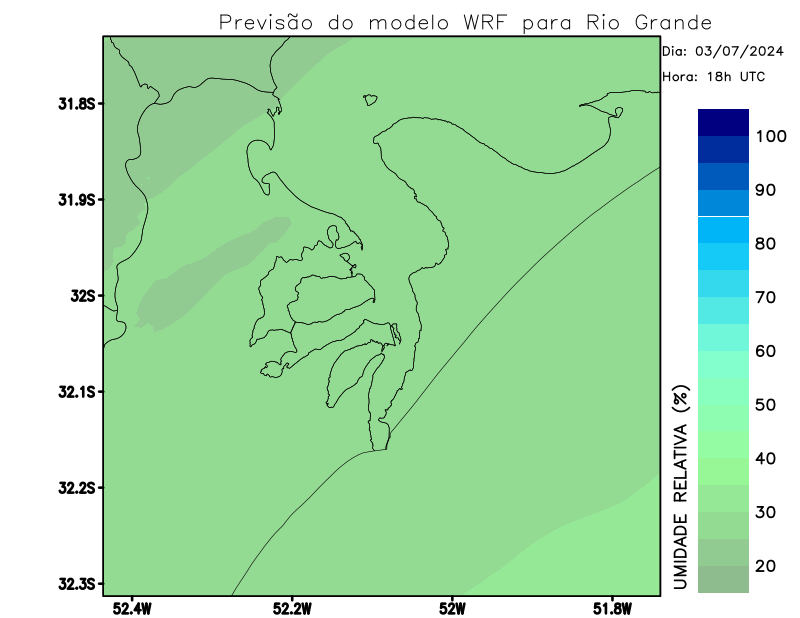 Previsão do modelo WRF para Rio Grande
Dia: 03/07/2024
Hora: 18h UTC
31.8S
31.9S
32S
32.1S
32.2S
32.3S
52.4W
52.2W
52W
51.8W
UMIDADE RELATIVA (%)
100
90
80
70
60
50
40
30
20